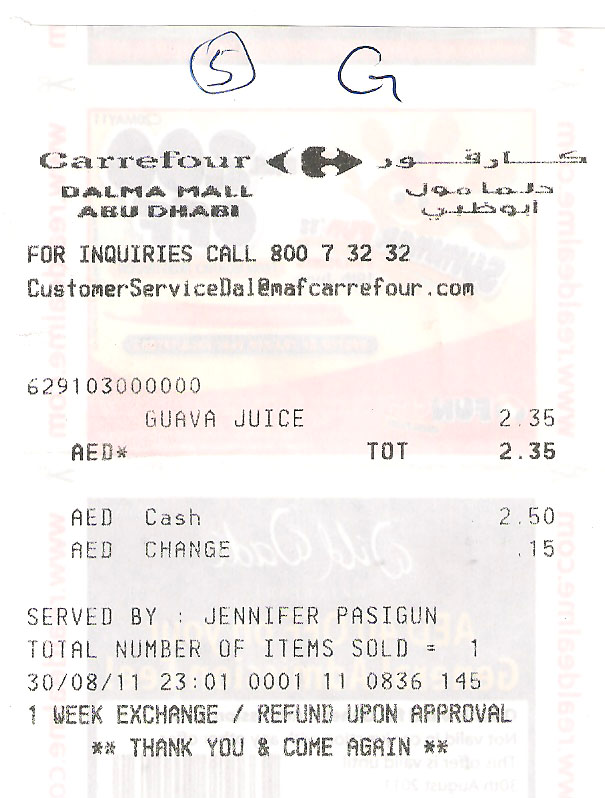 5 G
Carrefour كارفور
DALMA MALL دلما مول
ABU DHABI ابوظبي
FOR INQUIRIES CALL 800 7 32 32
CustomerServiceDal@mafcarrefour.com
629103000000
GUAVA JUICE 2.35
AED* TOT 2.35
AED Cash 2.50
AED CHANGE .15
SERVED BY : JENNIFER PASIGUN
TOTAL NUMBER OF ITEMS SOLD = 1
30/08/11 23:01 0001 11 0836 145
1 WEEK EXCHANGE / REFUND UPON APPROVAL
** THANK YOU & COME AGAIN **